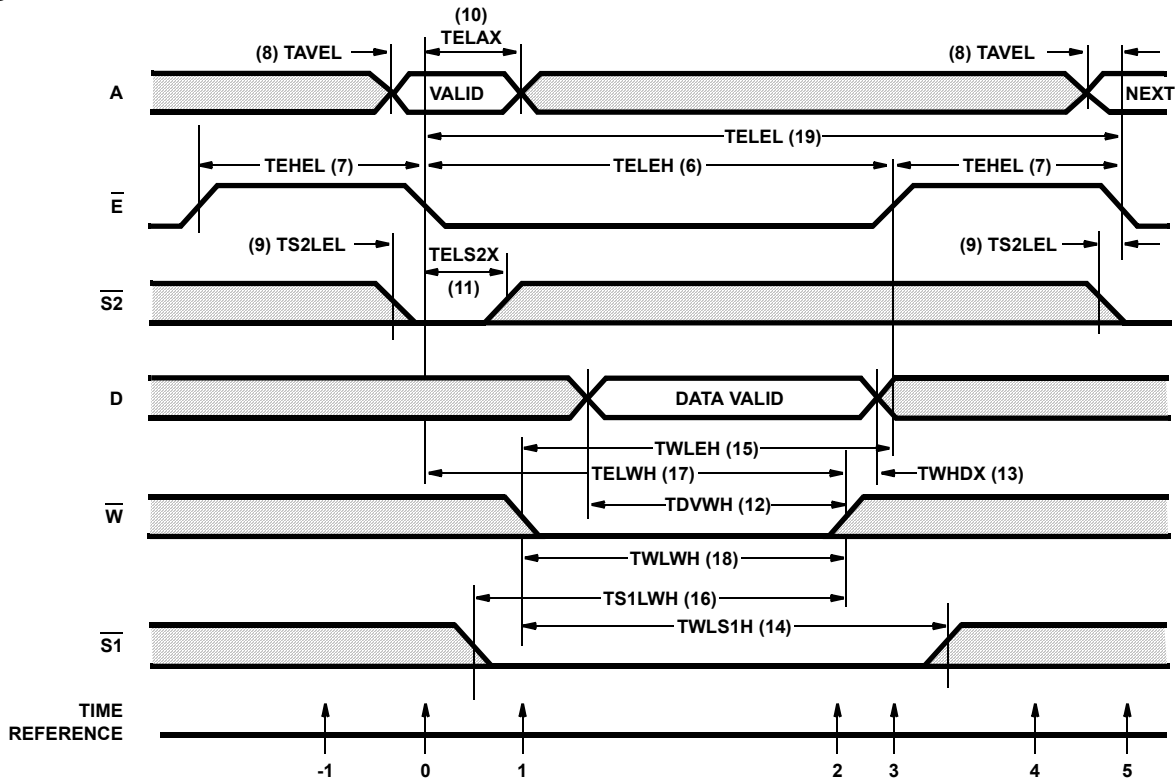 (10)
TELAX
(8) TAVEL
(8) TAVEL
A
VALID
NEXT
TELEL (19)
TEHEL (7)
TELEH (6)
TEHEL (7)
E
(9) TS2LEL
TELS2X
(11)
(9) TS2LEL
S2
D
DATA VALID
TWLEH (15)
TELWH (17)
TWHDX (13)
TDVWH (12)
W
TWLWH (18)
TS1LWH (16)
TWLS1H (14)
S1
TIME
REFERENCE
-1 0 1 2 3 4 5